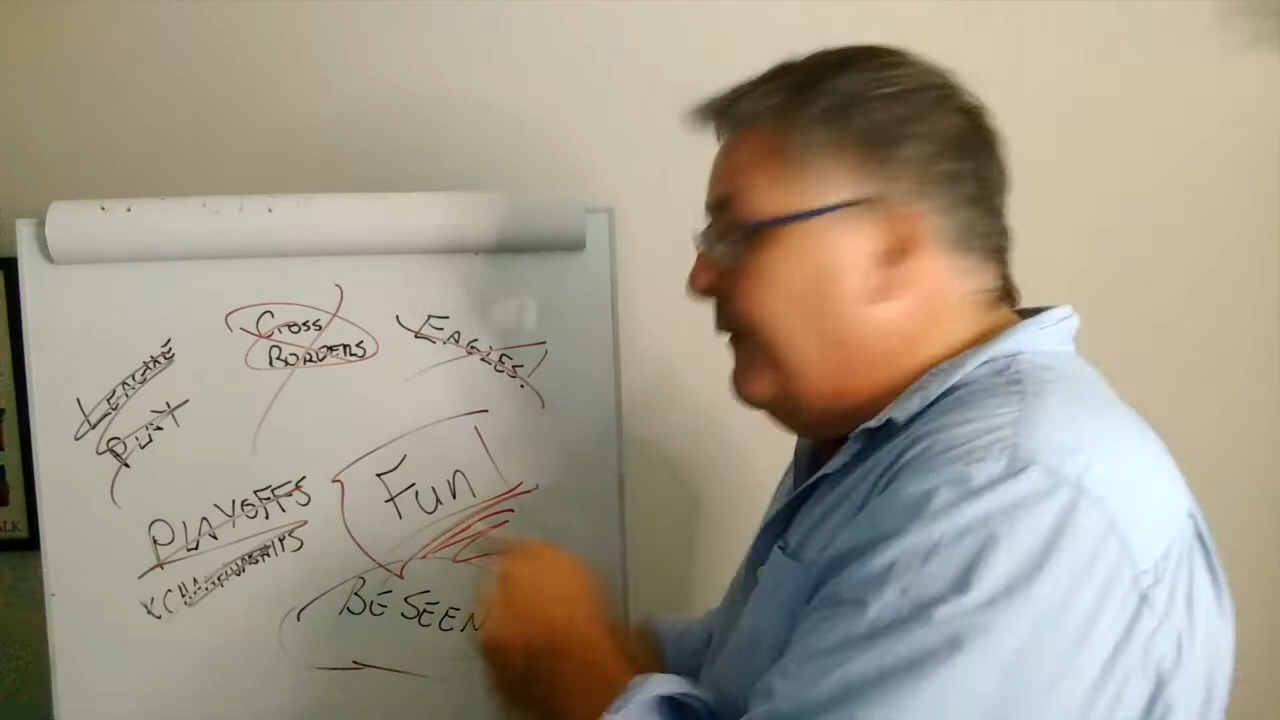 CROSS
BORDERS
EAGLES!
LEAGUE
PLAY
Fun
PLAYOFFS
CHAMPIONSHIPS
BE SEEN